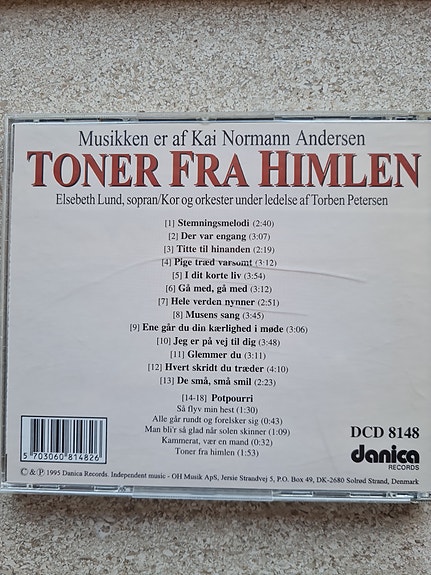 Musikken er af Kai Normann Andersen
TONER FRA HIMLEN
Elsebeth Lund, sopran/Kor og orkester under ledelse af Torben Petersen
[1] Stemningsmelodi (2:40)
[2] Der var engang (3:07)
[3] Titte til hinanden (2:19)
[4] Pige træd varsomt (3:12)
[5] I dit korte liv (3:54)
[6] Gå med, gå med (3:12)
[7] Hele verden nynner (2:51)
[8] Musens sang (3:45)
[9] Ene går du din kærlighed i møde (3:06)
[10] Jeg er på vej til dig (3:48)
[11] Glemmer du (3:11)
[12] Hvert skridt du træder (4:10)
[13] De små, små smil (2:23)
[14-18] Potpourri
Så flyv min hest (1:30)
Alle går rundt og forelsker sig (0:43)
Man bli'r så glad når solen skinner (1:09)
Kammerat, vær en mand (0:32)
Toner fra himlen (1:53)
5 703060 814826
DCD 8148
danica
RECORDS
© & ℗ 1995 Danica Records. Independent music - OH Musik ApS, Jersie Strandvej 5, P.O. Box 49, DK-2680 Solrød Strand, Denmark